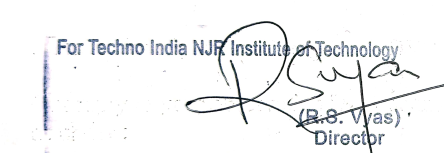 For Techno India NJR Institute of Technology
(R.S. Vyas)
Director